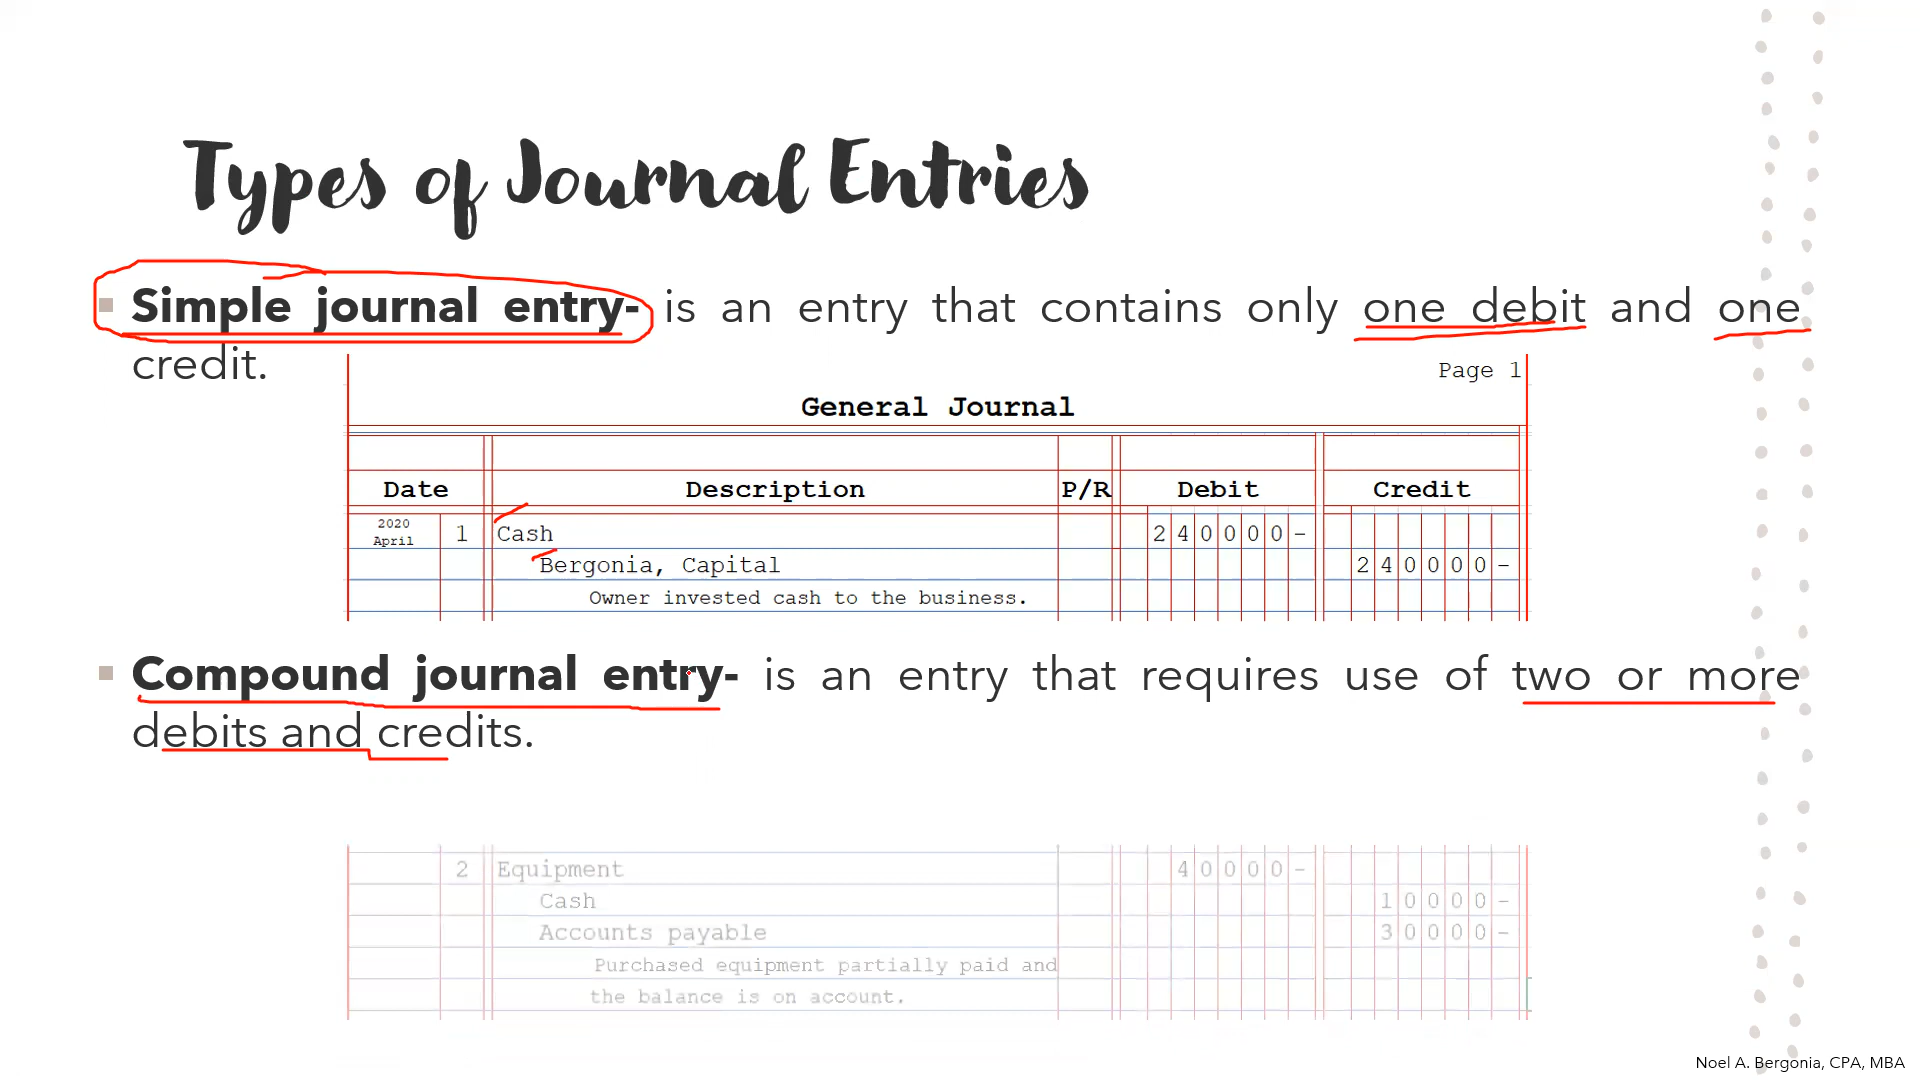 Types of Journal Entries
▪ Simple journal entry- is an entry that contains only one debit and one
credit.
Page 1
General Journal
Date Description P/R Debit Credit
2020
April 1 Cash 240000-
Bergonia, Capital 240000-
Owner invested cash to the business.
▪ Compound journal entry- is an entry that requires use of two or more
debits and credits.
2 Equipment 40000-
Cash 10000-
Accounts payable 30000-
Purchased equipment partially paid and
the balance is on account.
Noel A. Bergonia, CPA, MBA